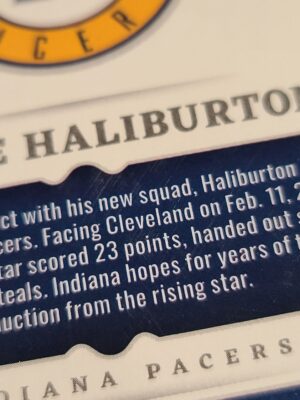 ACER
E HALIBURTO
ct with his new squad, Haliburton
cers. Facing Cleveland on Feb. 11,
tar scored 23 points, handed out
teals. Indiana hopes for years of
uction from the rising star.
DIANA PACERS